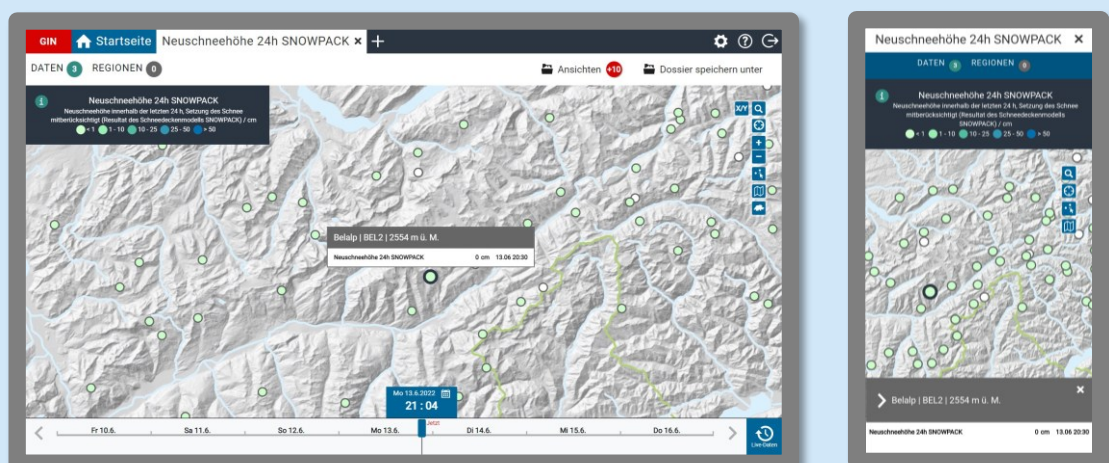 GIN Startseite Neuschneehöhe 24h SNOWPACK × +
DATEN 3 REGIONEN 0 Ansichten +10 Dossier speichern unter
Neuschneehöhe 24h SNOWPACK
Neuschneehöhe innerhalb der letzten 24 h, Setzung des Schnee
mitberücksichtigt (Resultat des Schneedeckenmodells SNOWPACK) / cm
< 1 1 - 10 10 - 25 25 - 50 > 50
X/Y
Belalp | BEL2 | 2554 m ü. M.
Neuschneehöhe 24h SNOWPACK 0 cm 13.06 20:30
Mo 13.6.2022
21 : 04
Jetzt
Fr 10.6. Sa 11.6. So 12.6. Mo 13.6. Di 14.6. Mi 15.6. Do 16.6.
Live Daten
Neuschneehöhe 24h SNOWPACK ×
DATEN 3 REGIONEN 0
Neuschneehöhe 24h SNOWPACK
Neuschneehöhe innerhalb der letzten 24 h, Setzung des Schnee
mitberücksichtigt (Resultat des Schneedeckenmodells
SNOWPACK) / cm
< 1 1 - 10 10 - 25 25 - 50 > 50
Belalp | BEL2 | 2554 m ü. M.
Neuschneehöhe 24h SNOWPACK 0 cm 13.06 20:30